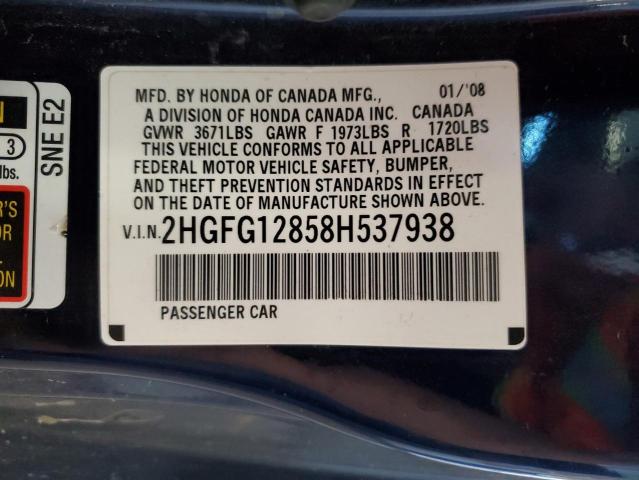 MFD. BY HONDA OF CANADA MFG., 01/'08
A DIVISION OF HONDA CANADA INC. CANADA
GVWR 3671LBS GAWR F 1973LBS R 1720LBS
THIS VEHICLE CONFORMS TO ALL APPLICABLE
FEDERAL MOTOR VEHICLE SAFETY, BUMPER,
AND THEFT PREVENTION STANDARDS IN EFFECT
ON THE DATE OF MANUFACTURE SHOWN ABOVE.
V.I.N. 2HGFG12858H537938
PASSENGER CAR
SNE E2
N
3
lbs.
R'S
OR
L.
ON